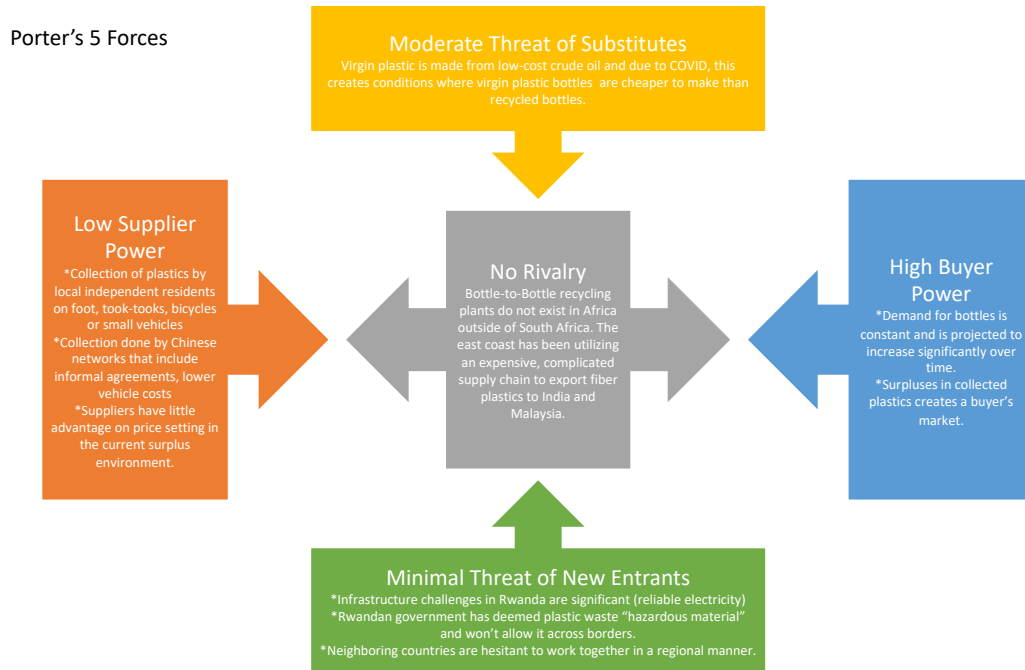 Porter's 5 Forces
Moderate Threat of Substitutes
Virgin plastic is made from low-cost crude oil and due to COVID, this
creates conditions where virgin plastic bottles are cheaper to make than
recycled bottles.
Low Supplier
Power
*Collection of plastics by
local independent residents
on foot, took-tooks, bicycles
or small vehicles
*Collection done by Chinese
networks that include
informal agreements, lower
vehicle costs
*Suppliers have little
advantage on price setting in
the current surplus
environment.
No Rivalry
Bottle-to-Bottle recycling
plants do not exist in Africa
outside of South Africa. The
east coast has been utilizing
an expensive, complicated
supply chain to export fiber
plastics to India and
Malaysia.
High Buyer
Power
*Demand for bottles is
constant and is projected to
increase significantly over
time.
*Surpluses in collected
plastics creates a buyer's
market.
Minimal Threat of New Entrants
*Infrastructure challenges in Rwanda are significant (reliable electricity)
*Rwandan government has deemed plastic waste “hazardous material”
and won't allow it across borders.
*Neighboring countries are hesitant to work together in a regional manner.